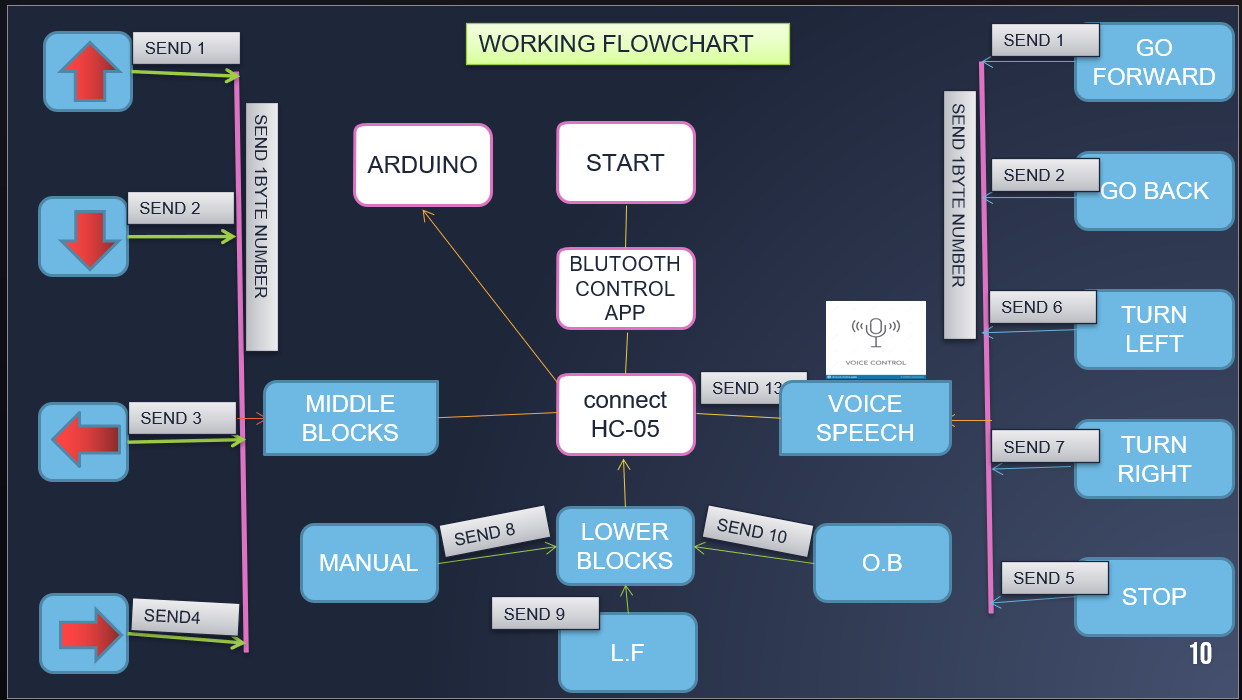 WORKING FLOWCHART
SEND 1
SEND 2
SEND 3
SEND4
SEND 1BYTE NUMBER
ARDUINO
START
BLUTOOTH
CONTROL
APP
connect
HC-05
MIDDLE
BLOCKS
SEND 13
VOICE CONTROL
VOICE
SPEECH
MANUAL
SEND 8
LOWER
BLOCKS
SEND 10
O.B
SEND 9
L.F
SEND 1BYTE NUMBER
SEND 1
GO
FORWARD
SEND 2
GO BACK
SEND 6
TURN
LEFT
SEND 7
TURN
RIGHT
SEND 5
STOP
10